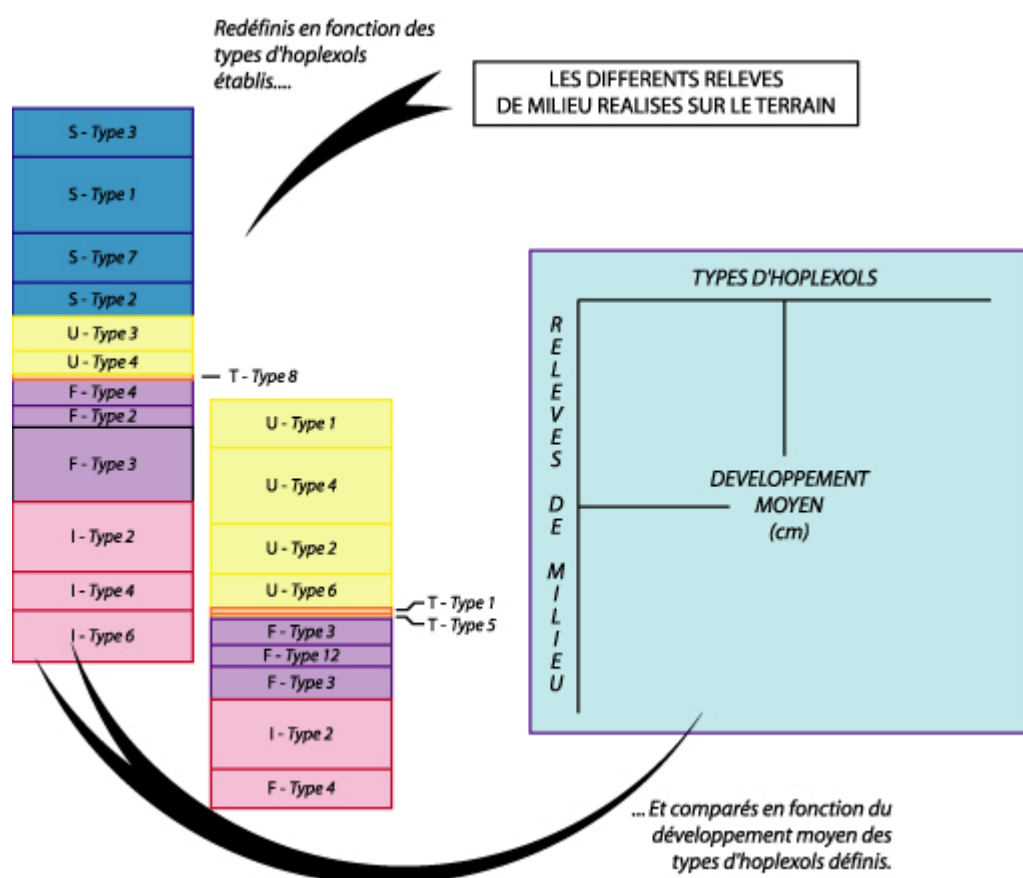 Redéfinis en fonction des
types d'hoplexols
établis....
LES DIFFERENTS RELEVES
DE MILIEU REALISES SUR LE TERRAIN
S - Type 3
S - Type 1
S - Type 7
S - Type 2
U - Type 3
U - Type 4
T - Type 8
F - Type 4
F - Type 2
F - Type 3
I - Type 2
I - Type 4
I - Type 6
U - Type 1
U - Type 4
U - Type 2
U - Type 6
T - Type 1
T - Type 5
F - Type 3
F - Type 12
F - Type 3
I - Type 2
F - Type 4
TYPES D'HOPLEXOLS
RELEVES DE MILIEU
DEVELOPPEMENT
MOYEN
(cm)
... Et comparés en fonction du
développement moyen des
types d'hoplexols définis.